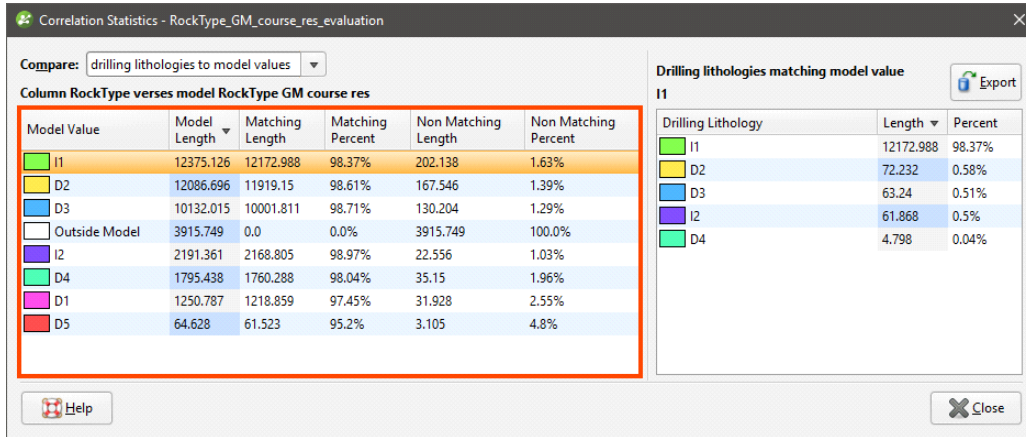 Correlation Statistics - RockType_GM_course_res_evaluation
Compare: drilling lithologies to model values
Column RockType verses model RockType GM course res
Model Value Model Length Matching Length Matching Percent Non Matching Length Non Matching Percent
I1 12375.126 12172.988 98.37% 202.138 1.63%
D2 12086.696 11919.15 98.61% 167.546 1.39%
D3 10132.015 10001.811 98.71% 130.204 1.29%
Outside Model 3915.749 0.0 0.0% 3915.749 100.0%
I2 2191.361 2168.805 98.97% 22.556 1.03%
D4 1795.438 1760.288 98.04% 35.15 1.96%
D1 1250.787 1218.859 97.45% 31.928 2.55%
D5 64.628 61.523 95.2% 3.105 4.8%
Drilling lithologies matching model value
I1
Export
Drilling Lithology Length Percent
I1 12172.988 98.37%
D2 72.232 0.58%
D3 63.24 0.51%
I2 61.868 0.5%
D4 4.798 0.04%
Help
Close